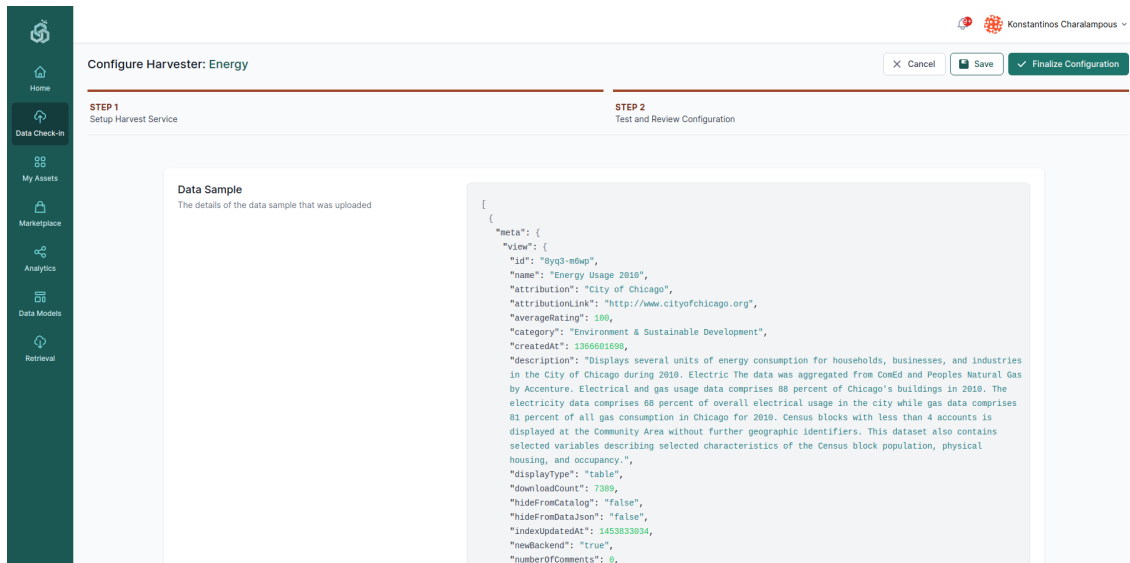 9+
Konstantinos Charalampous
Configure Harvester: Energy
Cancel
Save
Finalize Configuration
Home
Data Check-in
My Assets
Marketplace
Analytics
Data Models
Retrieval
STEP 1
Setup Harvest Service
STEP 2
Test and Review Configuration
Data Sample
The details of the data sample that was uploaded
[
{
"meta": {
"view": {
"id": "8yq3-m6wp",
"name": "Energy Usage 2010",
"attribution": "City of Chicago",
"attributionLink": "http://www.cityofchicago.org",
"averageRating": 100,
"category": "Environment & Sustainable Development",
"createdAt": 1366601698,
"description": "Displays several units of energy consumption for households, businesses, and industries
in the City of Chicago during 2010. Electric The data was aggregated from ComEd and Peoples Natural Gas
by Accenture. Electrical and gas usage data comprises 88 percent of Chicago's buildings in 2010. The
electricity data comprises 68 percent of overall electrical usage in the city while gas data comprises
81 percent of all gas consumption in Chicago for 2010. Census blocks with less than 4 accounts is
displayed at the Community Area without further geographic identifiers. This dataset also contains
selected variables describing selected characteristics of the Census block population, physical
housing, and occupancy.",
"displayType": "table",
"downloadCount": 7389,
"hideFromCatalog": "false",
"hideFromDataJson": "false",
"indexUpdatedAt": 1453833034,
"newBackend": "true",
"numberOfComments": 0,